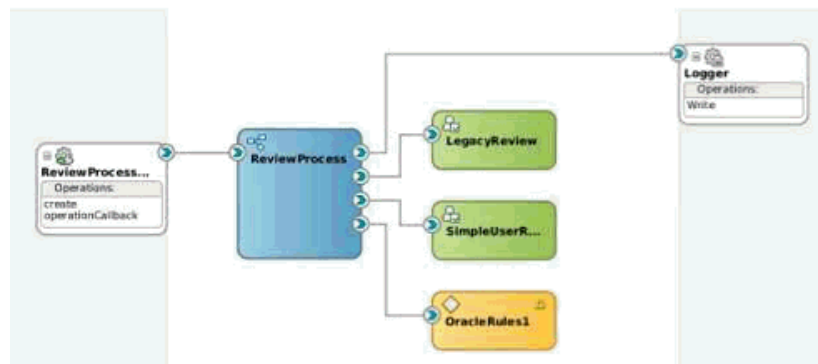 Logger
Operations:
Write
LegacyReview
ReviewProcess
ReviewProcess...
Operations:
create
operationCallback
SimpleUserR...
OracleRules1